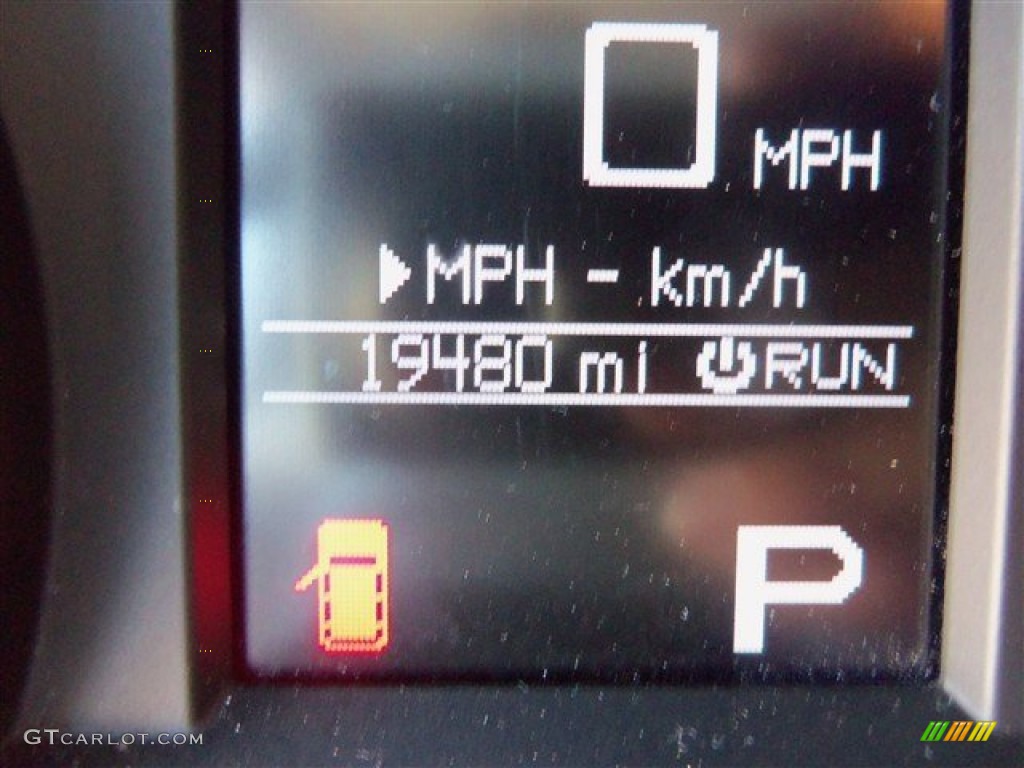 0 MPH
MPH - km/h
19480 mi RUN
P
GTCARLOT.COM